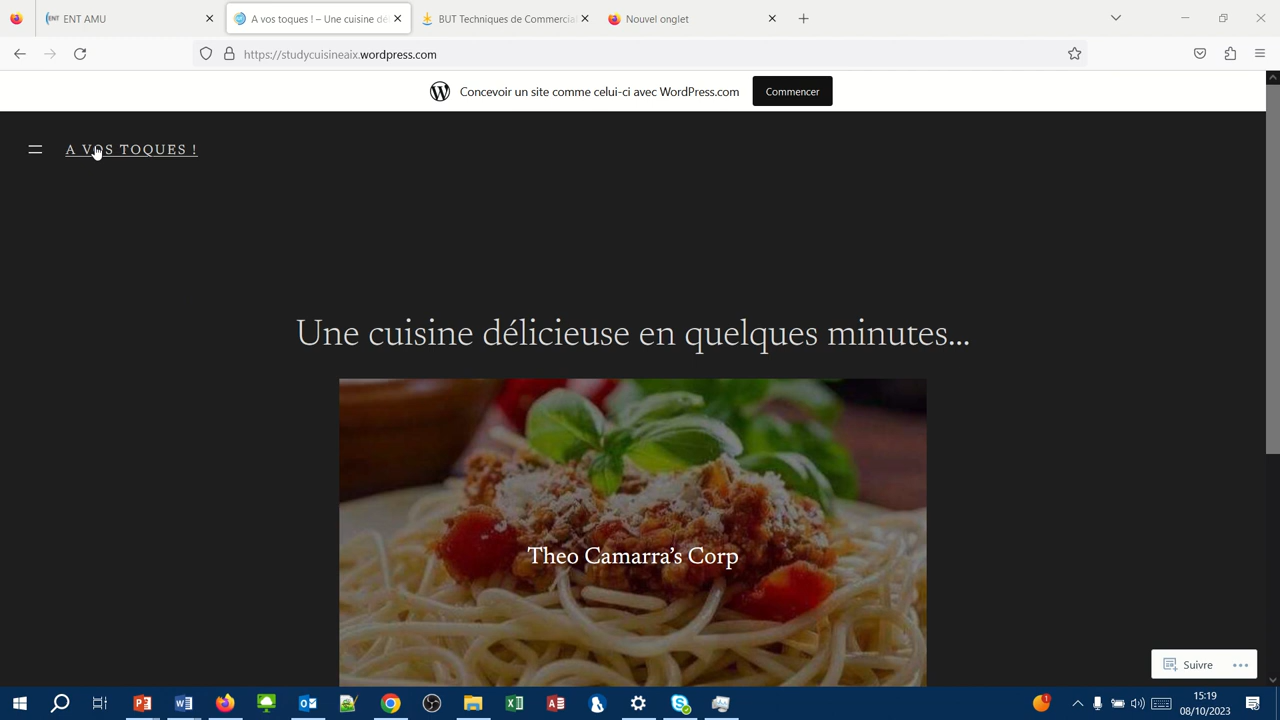 ENT AMU
A vos toques ! – Une cuisine dé
BUT Techniques de Commercia
Nouvel onglet
https://studycuisineaix.wordpress.com
Concevoir un site comme celui-ci avec WordPress.com
Commencer
A VOS TOQUES !
Une cuisine délicieuse en quelques minutes…
Theo Camarra’s Corp
Suivre
15:19
08/10/2023